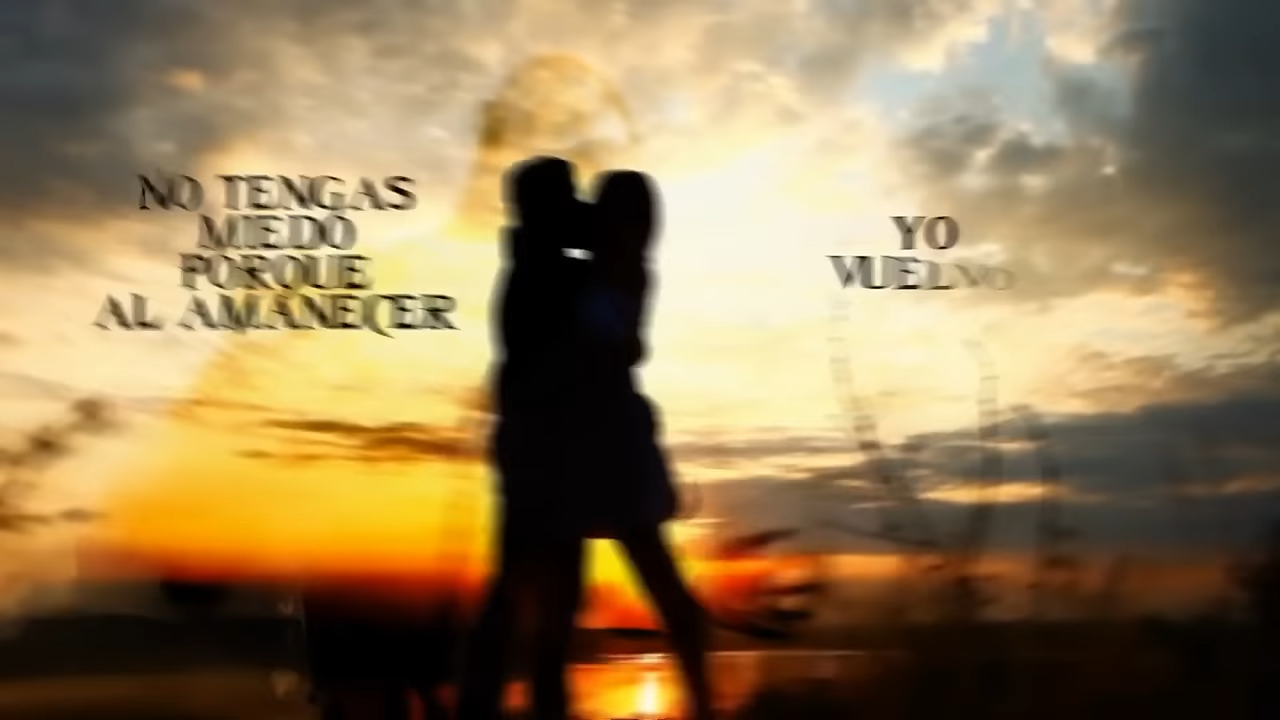 NO TENGAS
MIEDO
PORQUE
AL AMANECER
YO
VUELVO